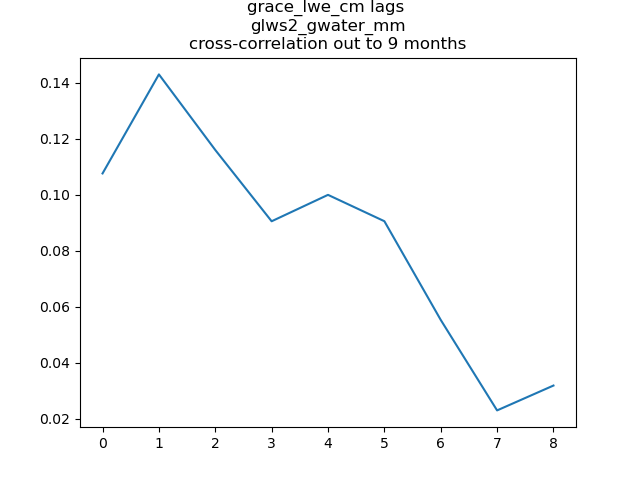 grace_lwe_cm lags
glws2_gwater_mm
cross-correlation out to 9 months
0.14
0.12
0.10
0.08
0.06
0.04
0.02
0 1 2 3 4 5 6 7 8